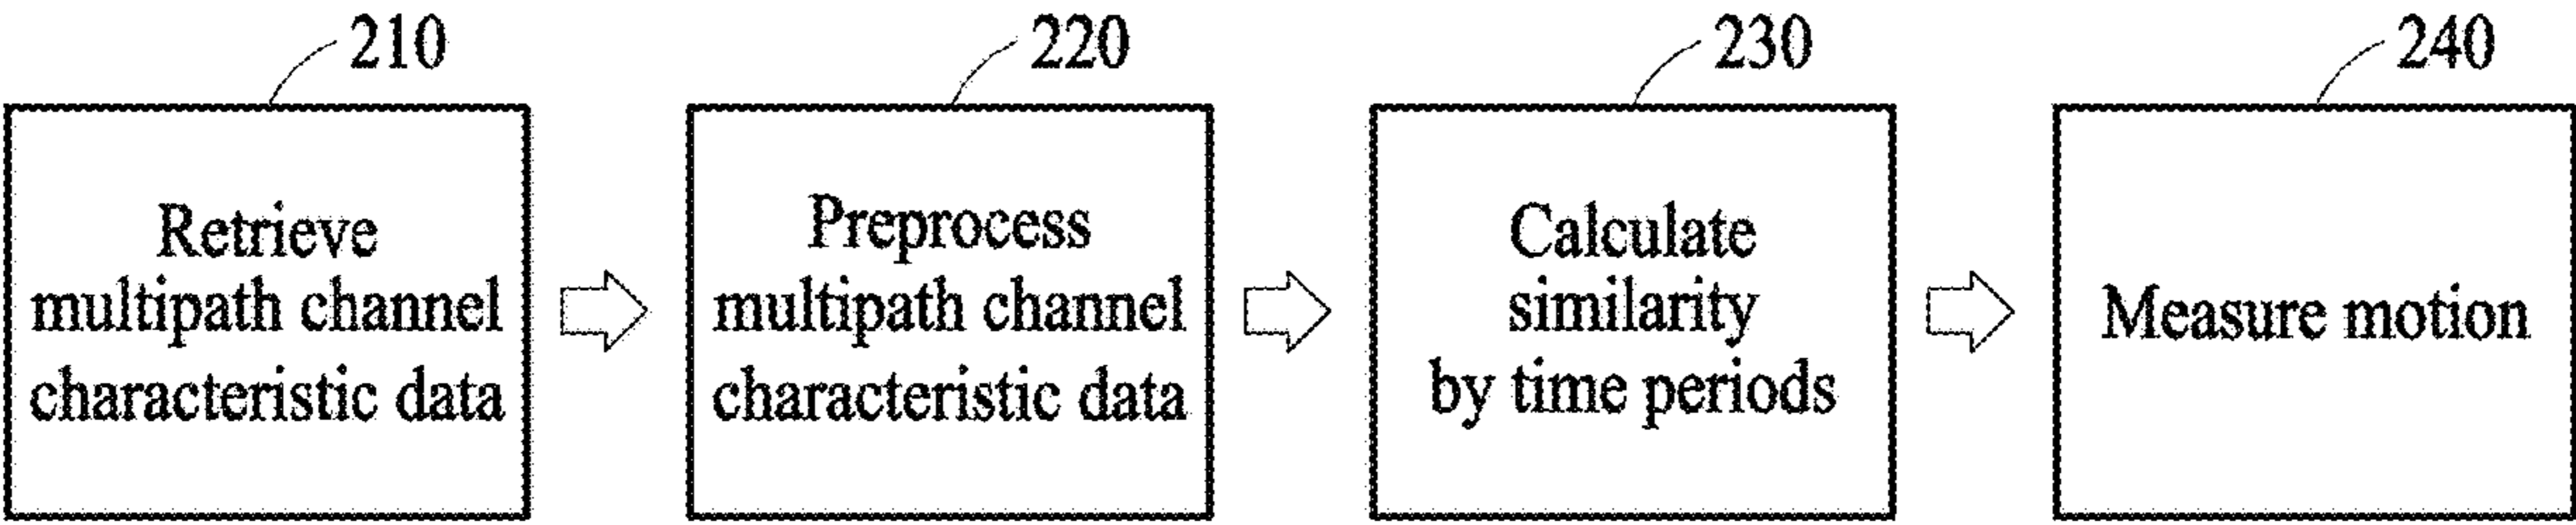 210
220
230
240
Retrieve
multipath channel
characteristic data
Preprocess
multipath channel
characteristic data
Calculate
similarity
by time periods
Measure motion